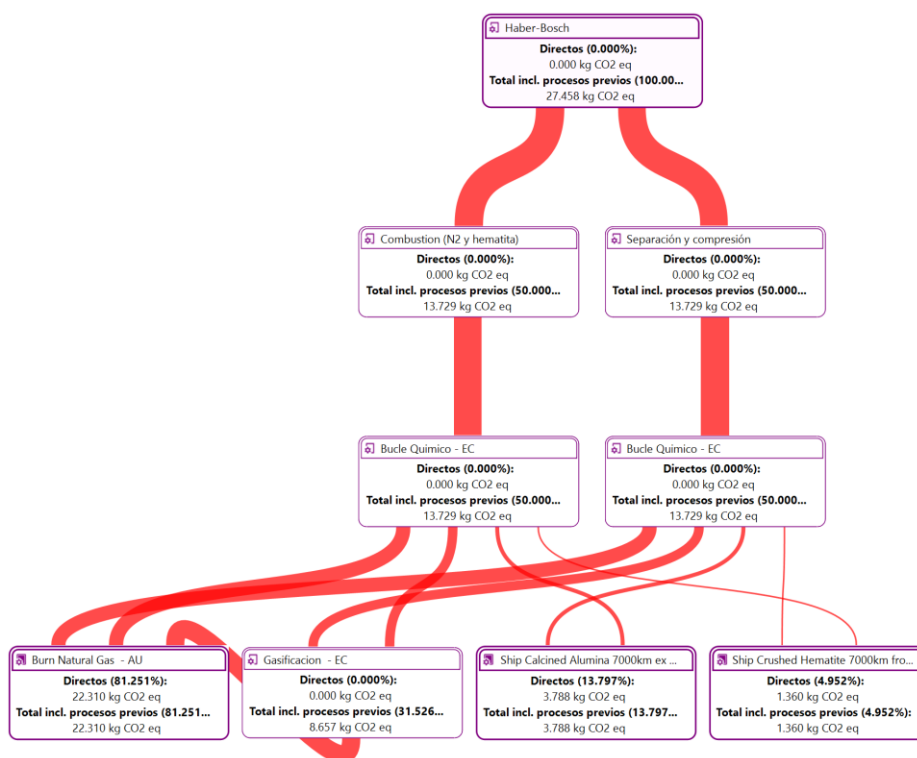 Haber-Bosch
Directos (0.000%):
0.000 kg CO2 eq
Total incl. procesos previos (100.00...
27.458 kg CO2 eq
Combustion (N2 y hematita)
Directos (0.000%):
0.000 kg CO2 eq
Total incl. procesos previos (50.000...
13.729 kg CO2 eq
Separación y compresión
Directos (0.000%):
0.000 kg CO2 eq
Total incl. procesos previos (50.000...
13.729 kg CO2 eq
Bucle Quimico - EC
Directos (0.000%):
0.000 kg CO2 eq
Total incl. procesos previos (50.000...
13.729 kg CO2 eq
Bucle Quimico - EC
Directos (0.000%):
0.000 kg CO2 eq
Total incl. procesos previos (50.000...
13.729 kg CO2 eq
Burn Natural Gas - AU
Directos (81.251%):
22.310 kg CO2 eq
Total incl. procesos previos (81.251...
22.310 kg CO2 eq
Gasificacion - EC
Directos (0.000%):
0.000 kg CO2 eq
Total incl. procesos previos (31.526...
8.657 kg CO2 eq
Ship Calcined Alumina 7000km ex ...
Directos (13.797%):
3.788 kg CO2 eq
Total incl. procesos previos (13.797...
3.788 kg CO2 eq
Ship Crushed Hematite 7000km fro...
Directos (4.952%):
1.360 kg CO2 eq
Total incl. procesos previos (4.952%):
1.360 kg CO2 eq